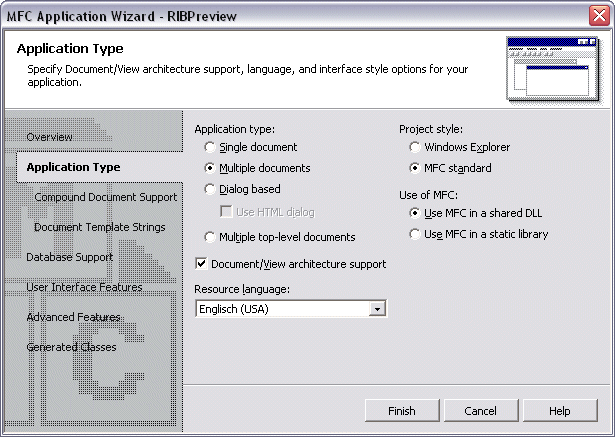 MFC Application Wizard - RIBPreview
Application Type
Specify Document/View architecture support, language, and interface style options for your
application.
Overview
Application Type
Compound Document Support
Document Template Strings
Database Support
User Interface Features
Advanced Features
Generated Classes
Application type:
Single document
Multiple documents
Dialog based
Use HTML dialog
Multiple top-level documents
Document/View architecture support
Resource language:
Englisch (USA)
Project style:
Windows Explorer
MFC standard
Use of MFC:
Use MFC in a shared DLL
Use MFC in a static library
Finish
Cancel
Help